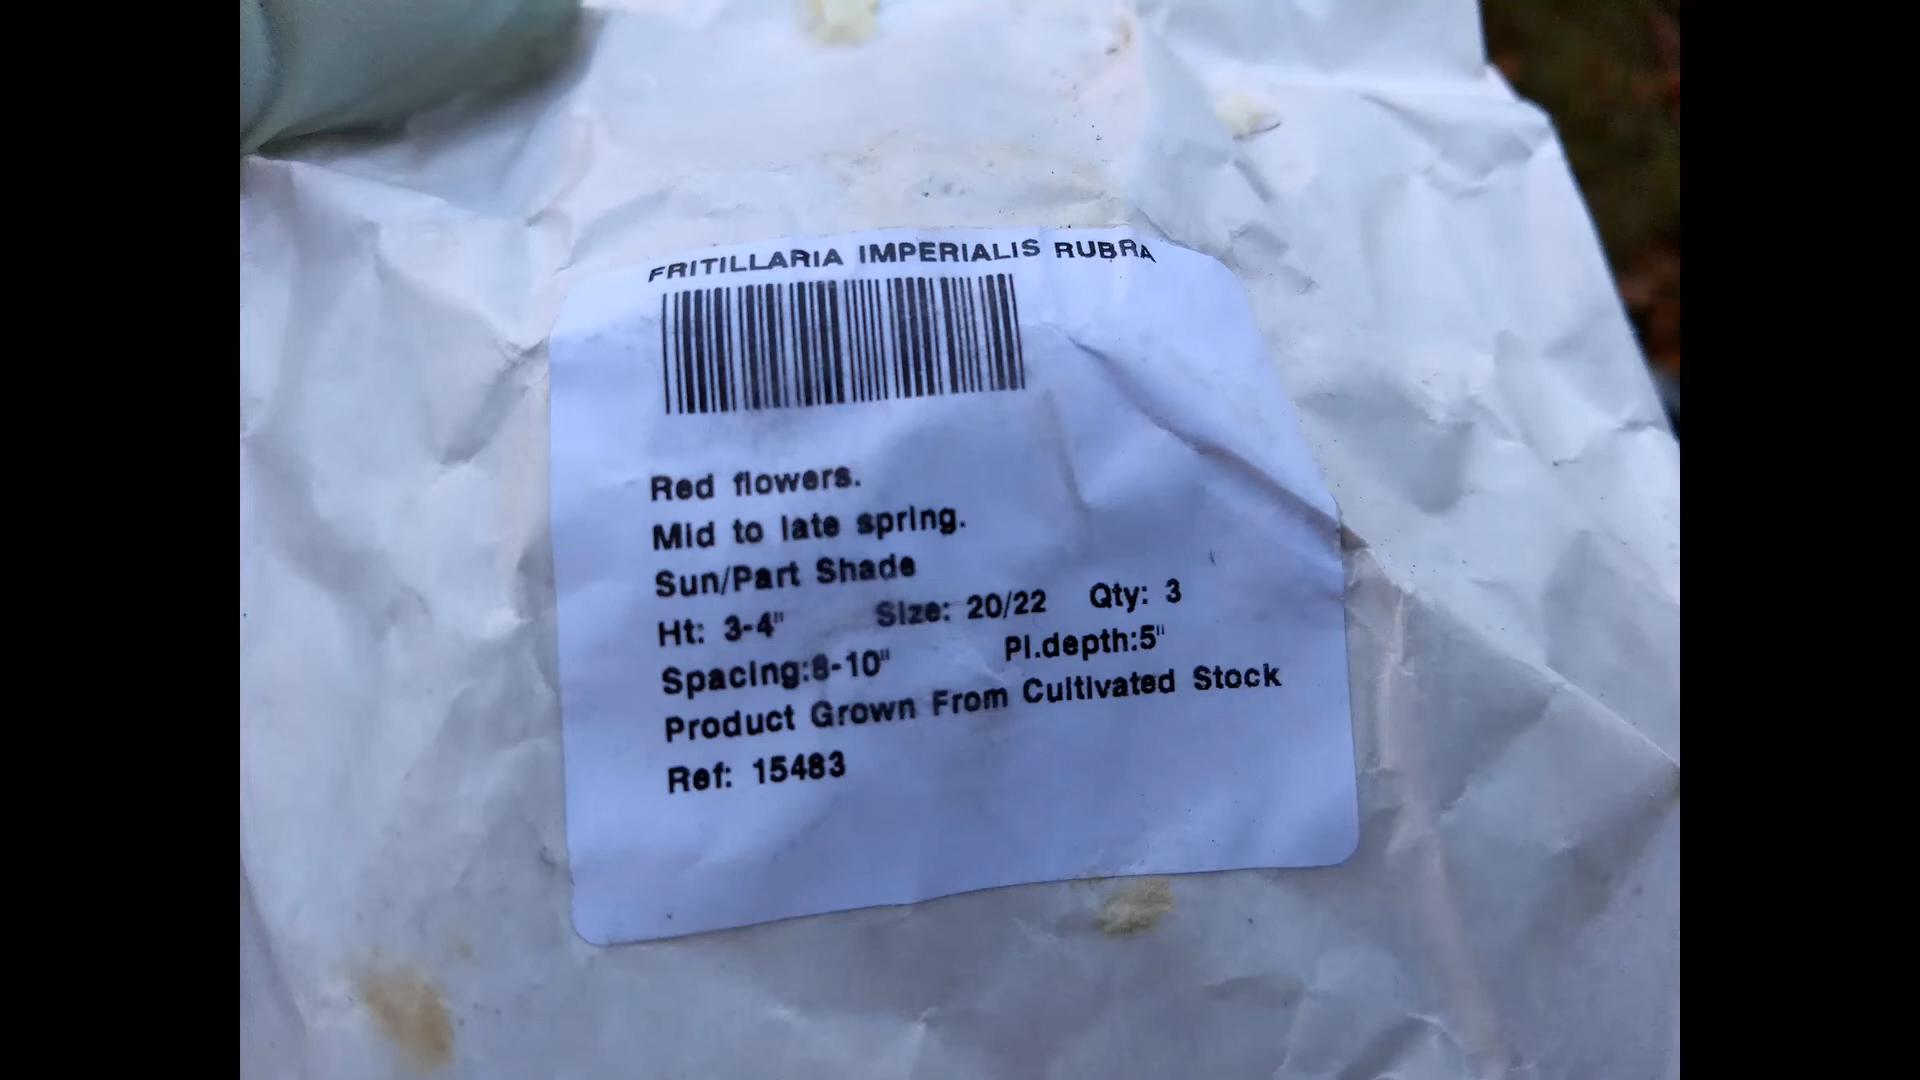 FRITILLARIA IMPERIALIS RUBRA
Red flowers.
Mid to late spring.
Sun/Part Shade
Ht: 3-4" Size: 20/22 Qty: 3
Spacing:8-10" Pl.depth:5"
Product Grown From Cultivated Stock
Ref: 15483